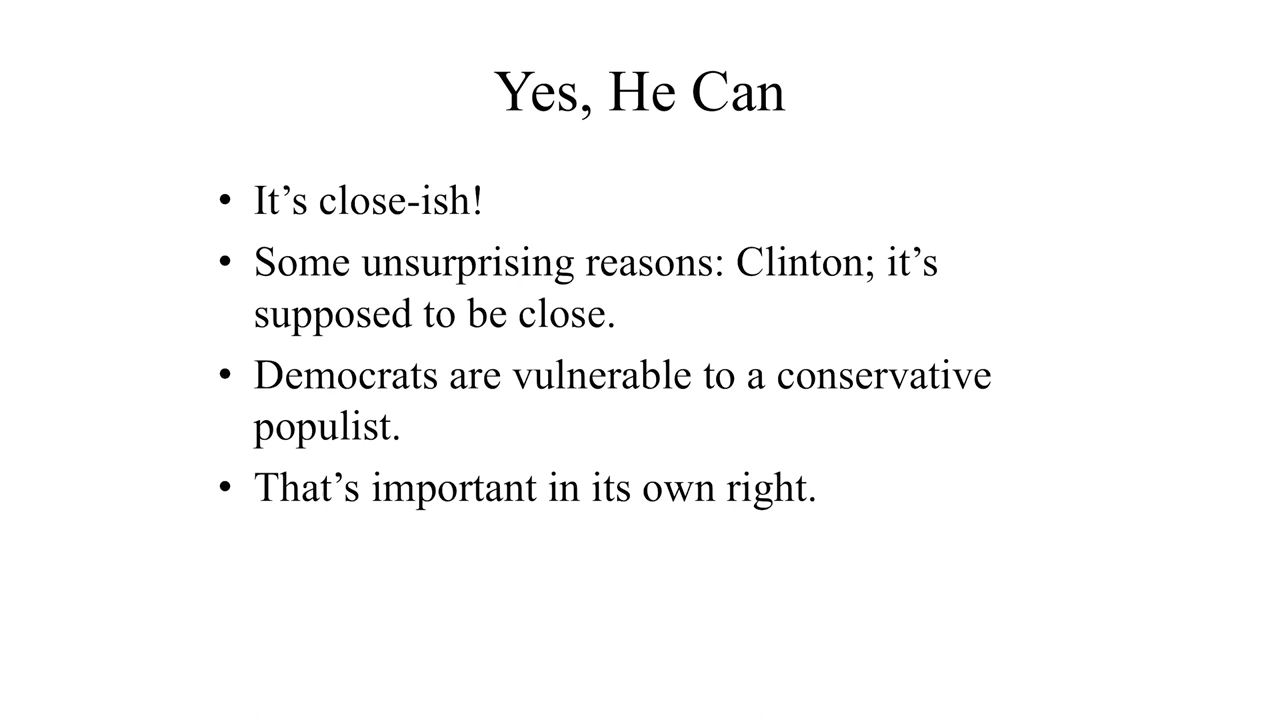 Yes, He Can
• It’s close-ish!
• Some unsurprising reasons: Clinton; it’s
supposed to be close.
• Democrats are vulnerable to a conservative
populist.
• That’s important in its own right.